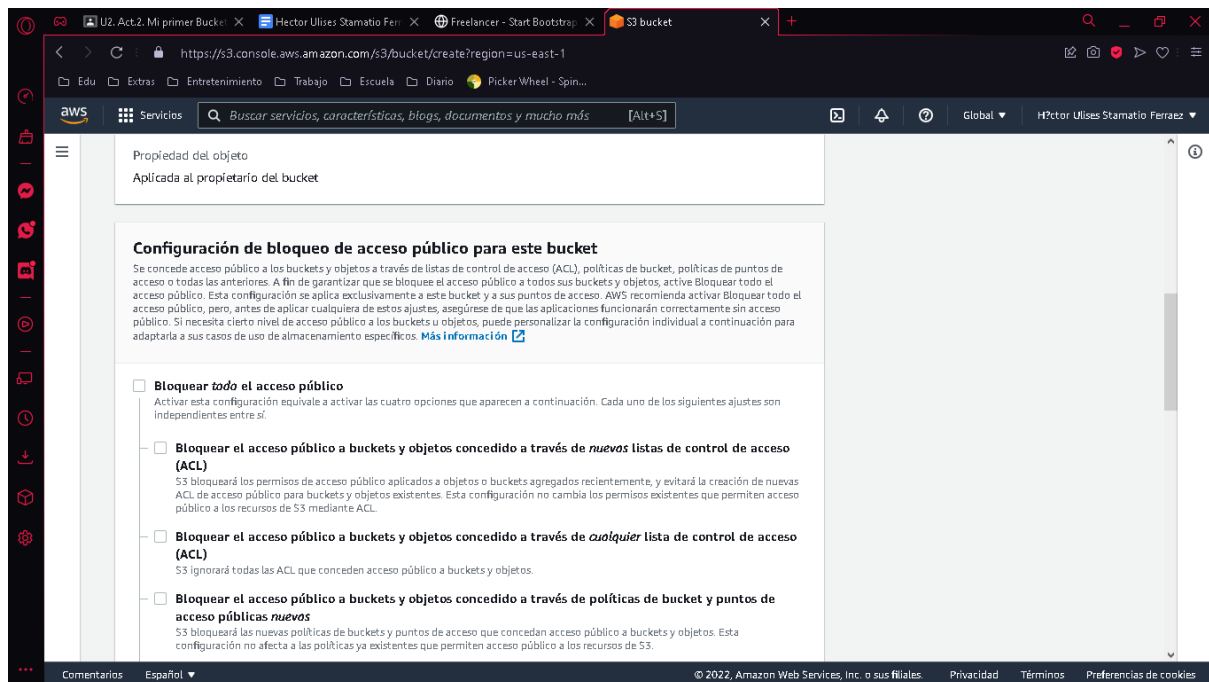 U2. Act.2. Mi primer Bucket
Hector Ulises Stamatio Ferr
Freelancer - Start Bootstrap
S3 bucket
https://s3.console.aws.amazon.com/s3/bucket/create?region=us-east-1
Edu Extras Entretenimiento Trabajo Escuela Diario Picker Wheel - Spin...
aws Servicios Buscar servicios, características, blogs, documentos y mucho más [Alt+S] Global H?ctor Ulises Stamatio Ferraez
Propiedad del objeto
Aplicada al propietario del bucket
Configuración de bloqueo de acceso público para este bucket
Se concede acceso público a los buckets y objetos a través de listas de control de acceso (ACL), políticas de bucket, políticas de puntos de
acceso o todas las anteriores. A fin de garantizar que se bloquee el acceso público a todos sus buckets y objetos, active Bloquear todo el
acceso público. Esta configuración se aplica exclusivamente a este bucket y a sus puntos de acceso. AWS recomienda activar Bloquear todo el
acceso público, pero, antes de aplicar cualquiera de estos ajustes, asegúrese de que las aplicaciones funcionarán correctamente sin acceso
público. Si necesita cierto nivel de acceso público a los buckets u objetos, puede personalizar la configuración individual a continuación para
adaptarla a sus casos de uso de almacenamiento específicos. Más información
Bloquear todo el acceso público
Activar esta configuración equivale a activar las cuatro opciones que aparecen a continuación. Cada uno de los siguientes ajustes son
independientes entre sí.
Bloquear el acceso público a buckets y objetos concedido a través de nuevas listas de control de acceso
(ACL)
S3 bloqueará los permisos de acceso público aplicados a objetos o buckets agregados recientemente, y evitará la creación de nuevas
ACL de acceso público para buckets y objetos existentes. Esta configuración no cambia los permisos existentes que permiten acceso
público a los recursos de S3 mediante ACL.
Bloquear el acceso público a buckets y objetos concedido a través de cualquier lista de control de acceso
(ACL)
S3 ignorará todas las ACL que conceden acceso público a buckets y objetos.
Bloquear el acceso público a buckets y objetos concedido a través de políticas de bucket y puntos de
acceso públicas nuevas
S3 bloqueará las nuevas políticas de buckets y puntos de acceso que concedan acceso público a buckets y objetos. Esta
configuración no afecta a las políticas ya existentes que permiten acceso público a los recursos de S3.
Comentarios Español © 2022, Amazon Web Services, Inc. o sus filiales. Privacidad Términos Preferencias de cookies